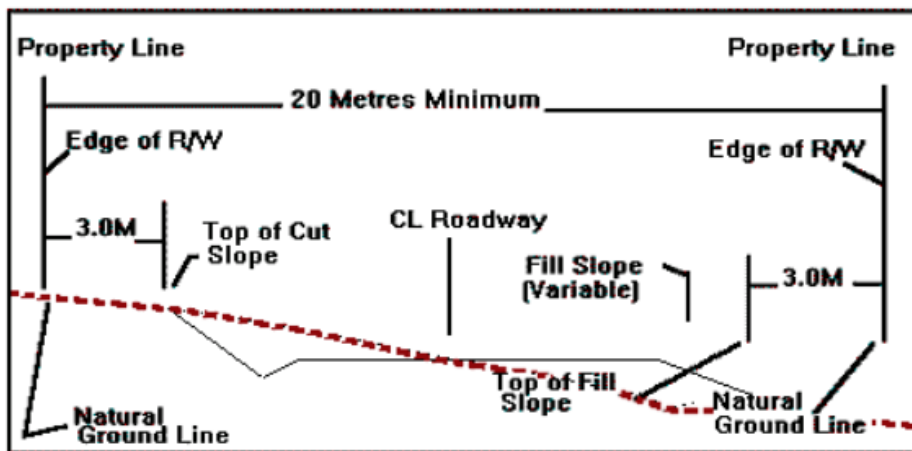 Property Line
Property Line
20 Metres Minimum
Edge of R/W
Edge of R/W
3.0M
Top of Cut
Slope
CL Roadway
Fill Slope
(Variable)
3.0M
Top of Fill
Slope
Natural
Ground Line
Natural
Ground Line